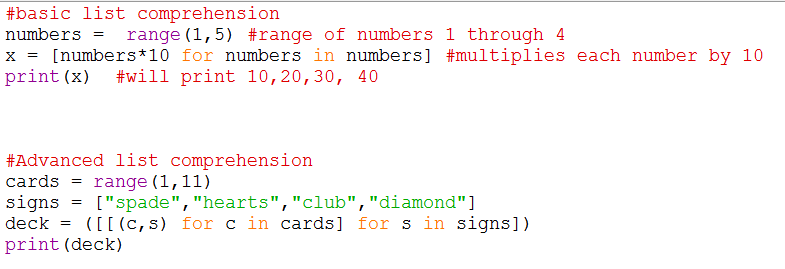 #basic list comprehension
numbers =  range(1,5) #range of numbers 1 through 4
x = [numbers*10 for numbers in numbers] #multiplies each number by 10
print(x)  #will print 10,20,30, 40
#Advanced list comprehension
cards = range(1,11)
signs = ["spade","hearts","club","diamond"]
deck = ([[(c,s) for c in cards] for s in signs])
print(deck)